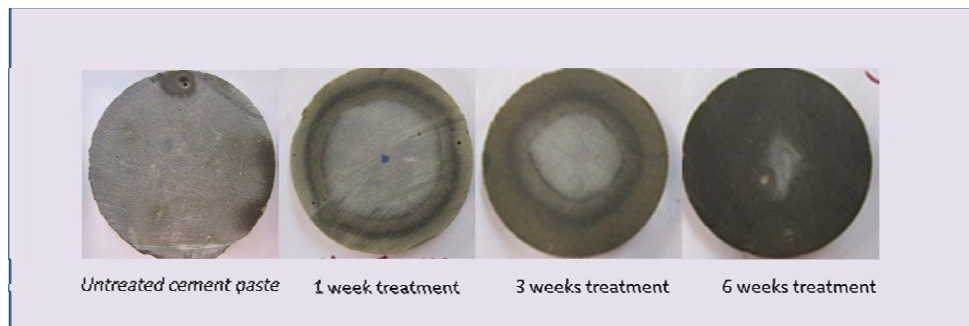 Untreated cement paste
1 week treatment
3 weeks treatment
6 weeks treatment